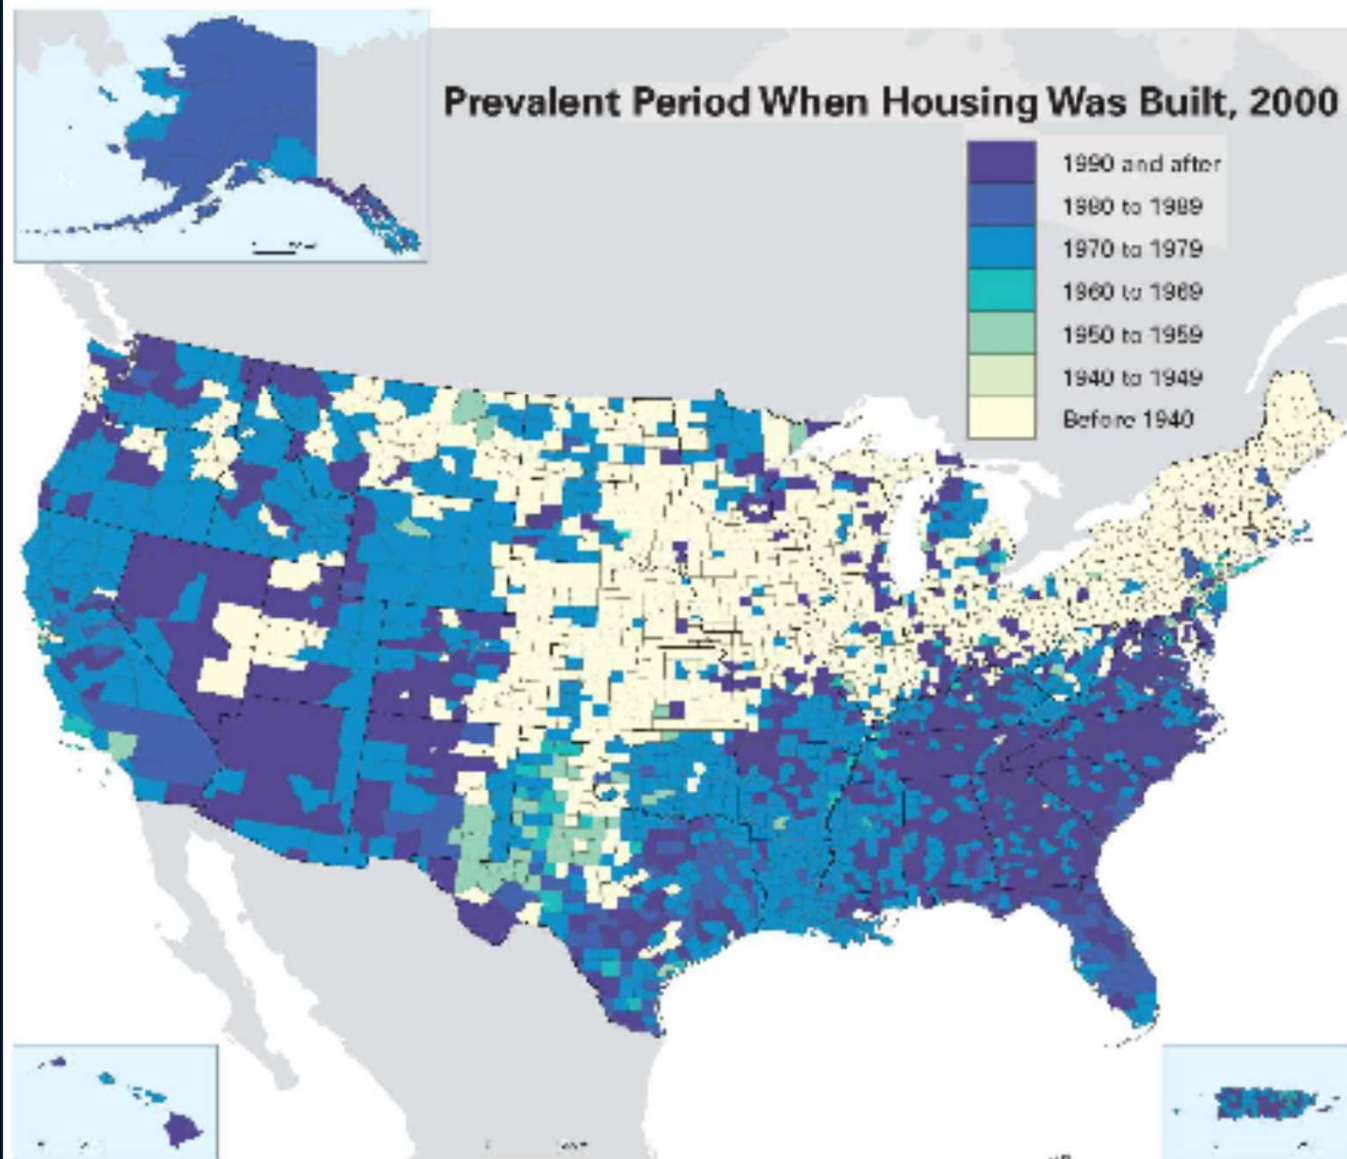 Prevalent Period When Housing Was Built, 2000
1990 and after
1980 to 1989
1970 to 1979
1960 to 1969
1950 to 1959
1940 to 1949
Before 1940